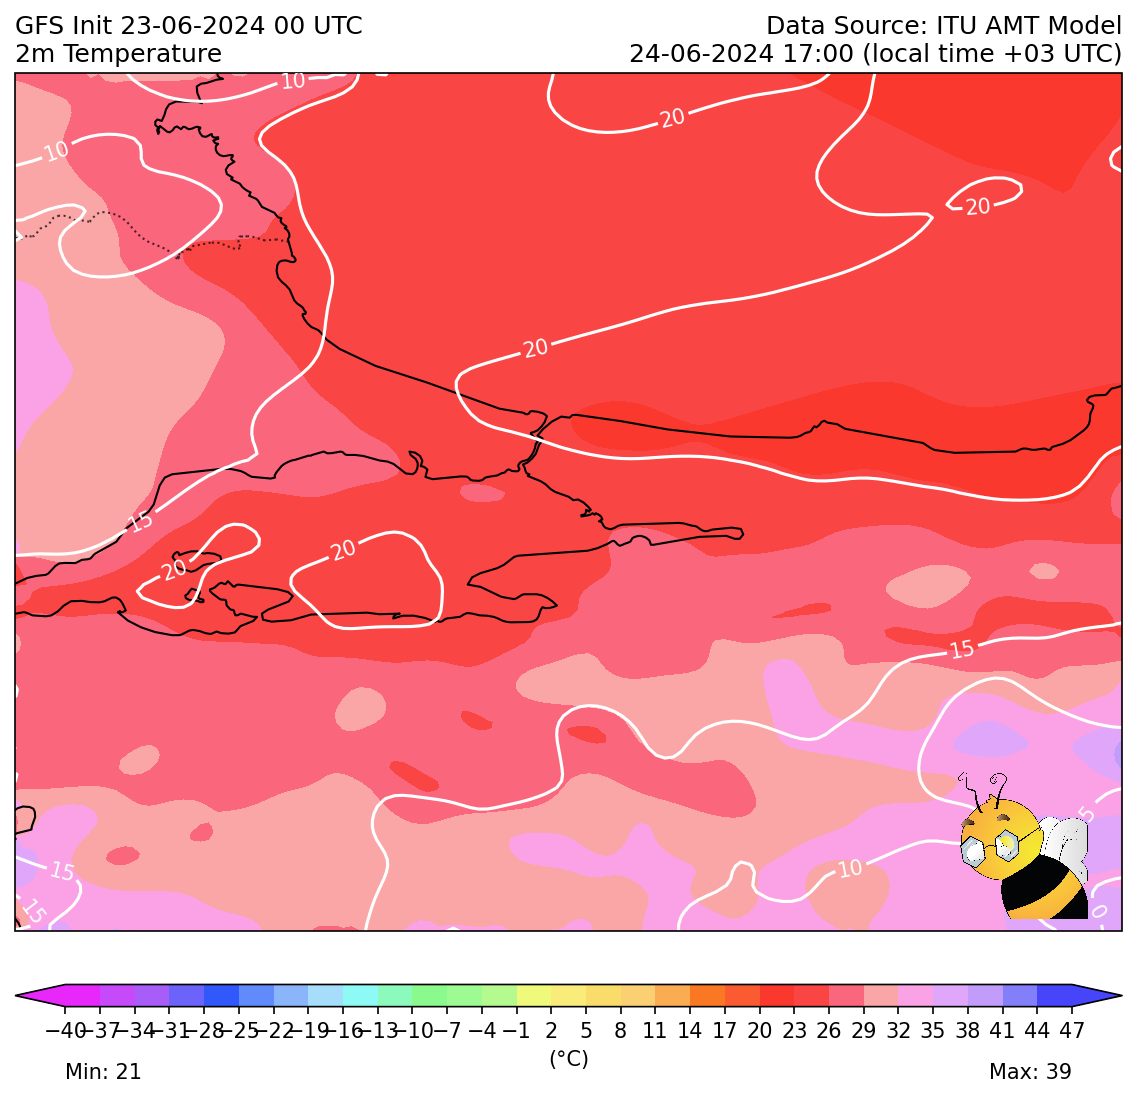 GFS Init 23-06-2024 00 UTC
Data Source: ITU AMT Model
2m Temperature
24-06-2024 17:00 (local time +03 UTC)
10
20
10
20
20
15
20
20
15
15
10
15
0
−40 −37 −34 −31 −28 −25 −22 −19 −16 −13 −10 −7 −4 −1 2 5 8 11 14 17 20 23 26 29 32 35 38 41 44 47
(°C)
Min: 21
Max: 39